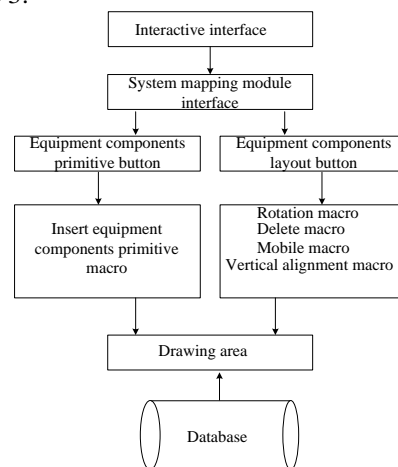 Interactive interface
System mapping module
interface
Equipment components
primitive button
Equipment components
layout button
Insert equipment
components primitive
macro
Rotation macro
Delete macro
Mobile macro
Vertical alignment macro
Drawing area
Database